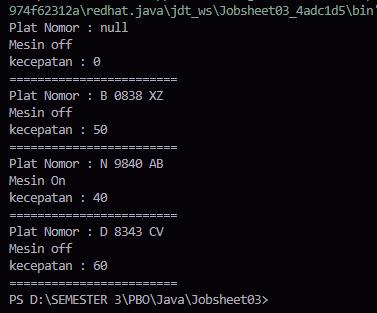 974f62312a\redhat.java\jdt_ws\Jobsheet03_4adc1d5\bin'
Plat Nomor : null
Mesin off
kecepatan : 0
========================
Plat Nomor : B 0838 XZ
Mesin off
kecepatan : 50
========================
Plat Nomor : N 9840 AB
Mesin On
kecepatan : 40
========================
Plat Nomor : D 8343 CV
Mesin off
kecepatan : 60
========================
PS D:\SEMESTER 3\PBO\Java\Jobsheet03>